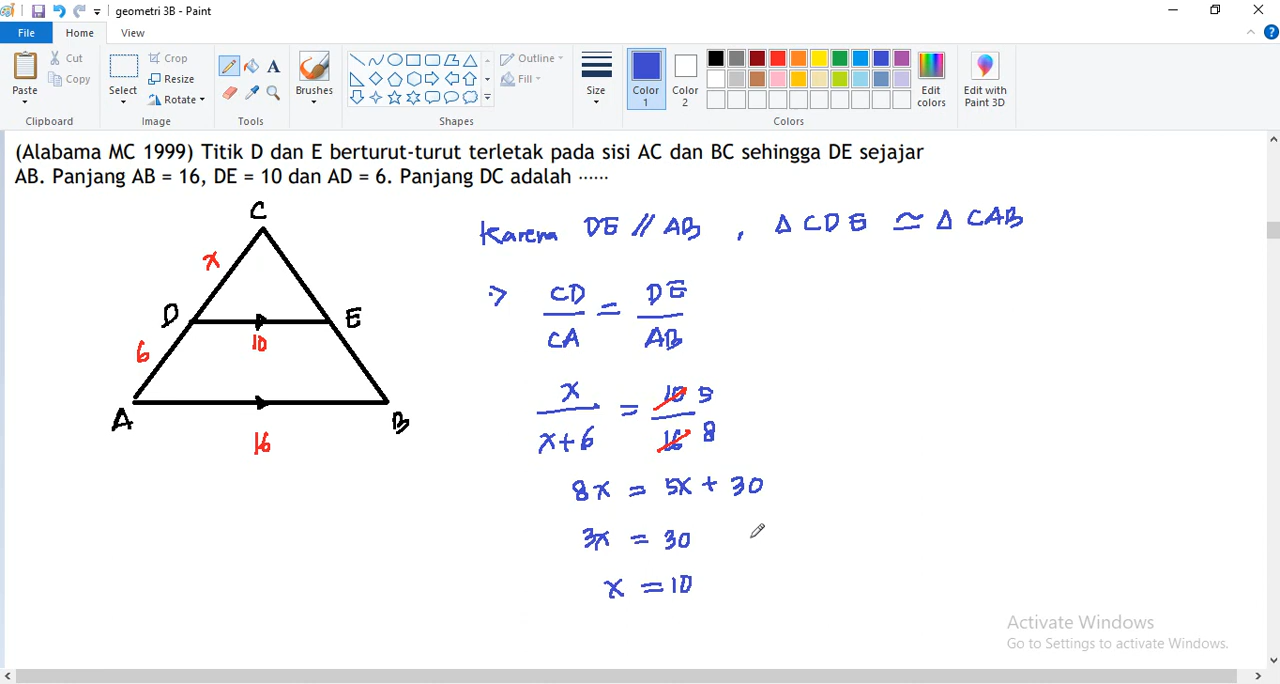 geometri 3B - Paint
File
Home
View
Paste
Cut
Copy
Clipboard
Select
Crop
Resize
Rotate
Image
A
Tools
Brushes
Outline
Fill
Shapes
Size
Color 1
Color 2
Edit colors
Colors
Edit with Paint 3D
(Alabama MC 1999) Titik D dan E berturut-turut terletak pada sisi AC dan BC sehingga DE sejajar
AB. Panjang AB = 16, DE = 10 dan AD = 6. Panjang DC adalah ······
C
x
D
E
6
10
A
B
16
Karena DE // AB , Δ CDE ≃ Δ CAB
CD/CA = DE/AB
x/(x+6) = 10/16 5/8
8x = 5x + 30
3x = 30
x = 10
Activate Windows
Go to Settings to activate Windows.